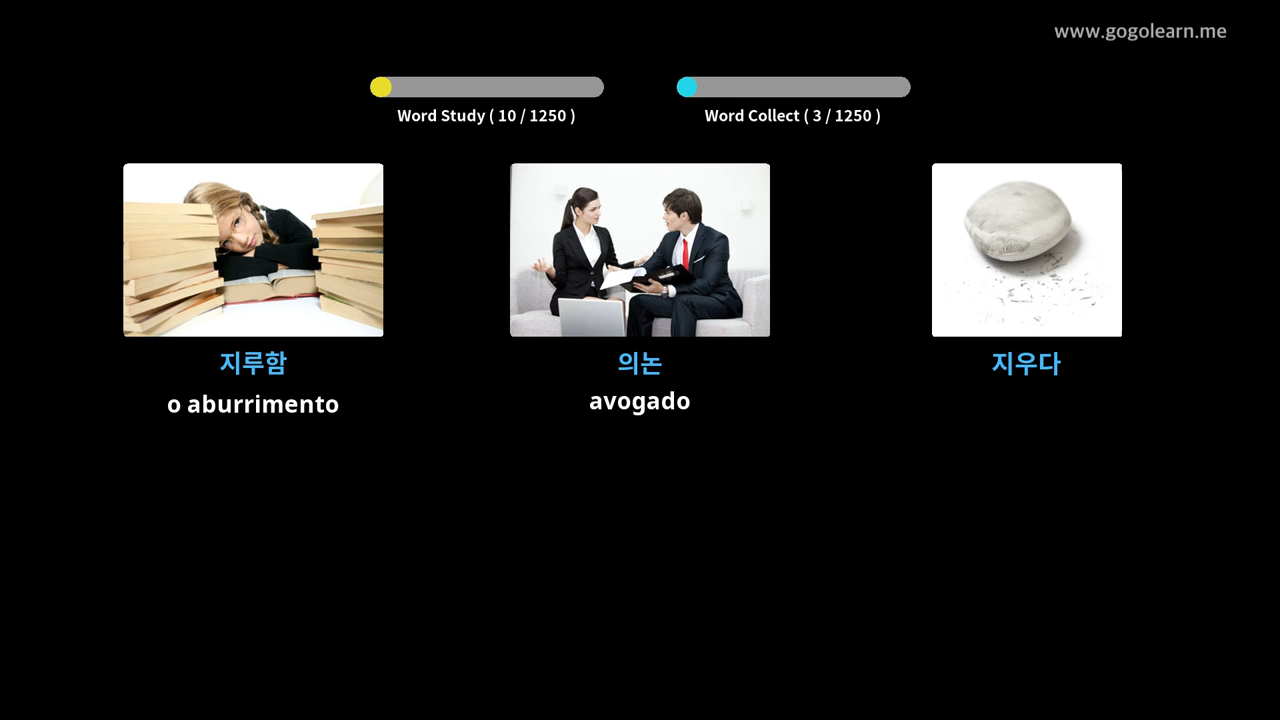 www.gogolearn.me
Word Study ( 10 / 1250 )
Word Collect ( 3 / 1250 )
지루함
의논
지우다
o aburrimento
avogado